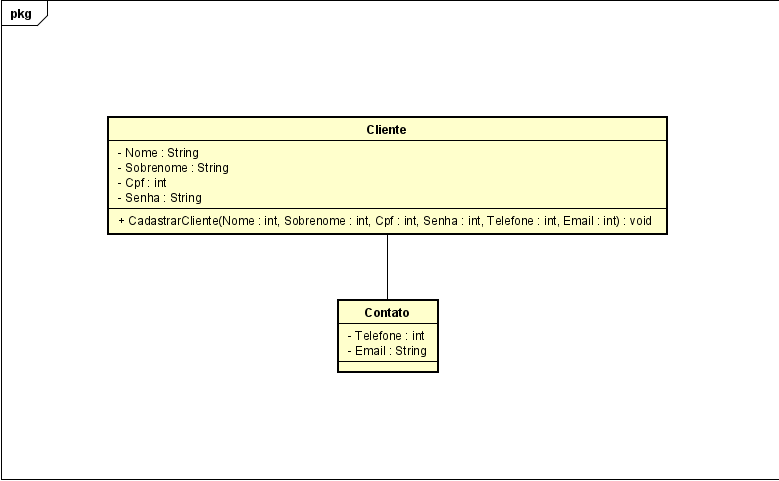 pkg
Cliente
- Nome : String
- Sobrenome : String
- Cpf : int
- Senha : String
+ CadastrarCliente(Nome : int, Sobrenome : int, Cpf : int, Senha : int, Telefone : int, Email : int) : void
Contato
- Telefone : int
- Email : String